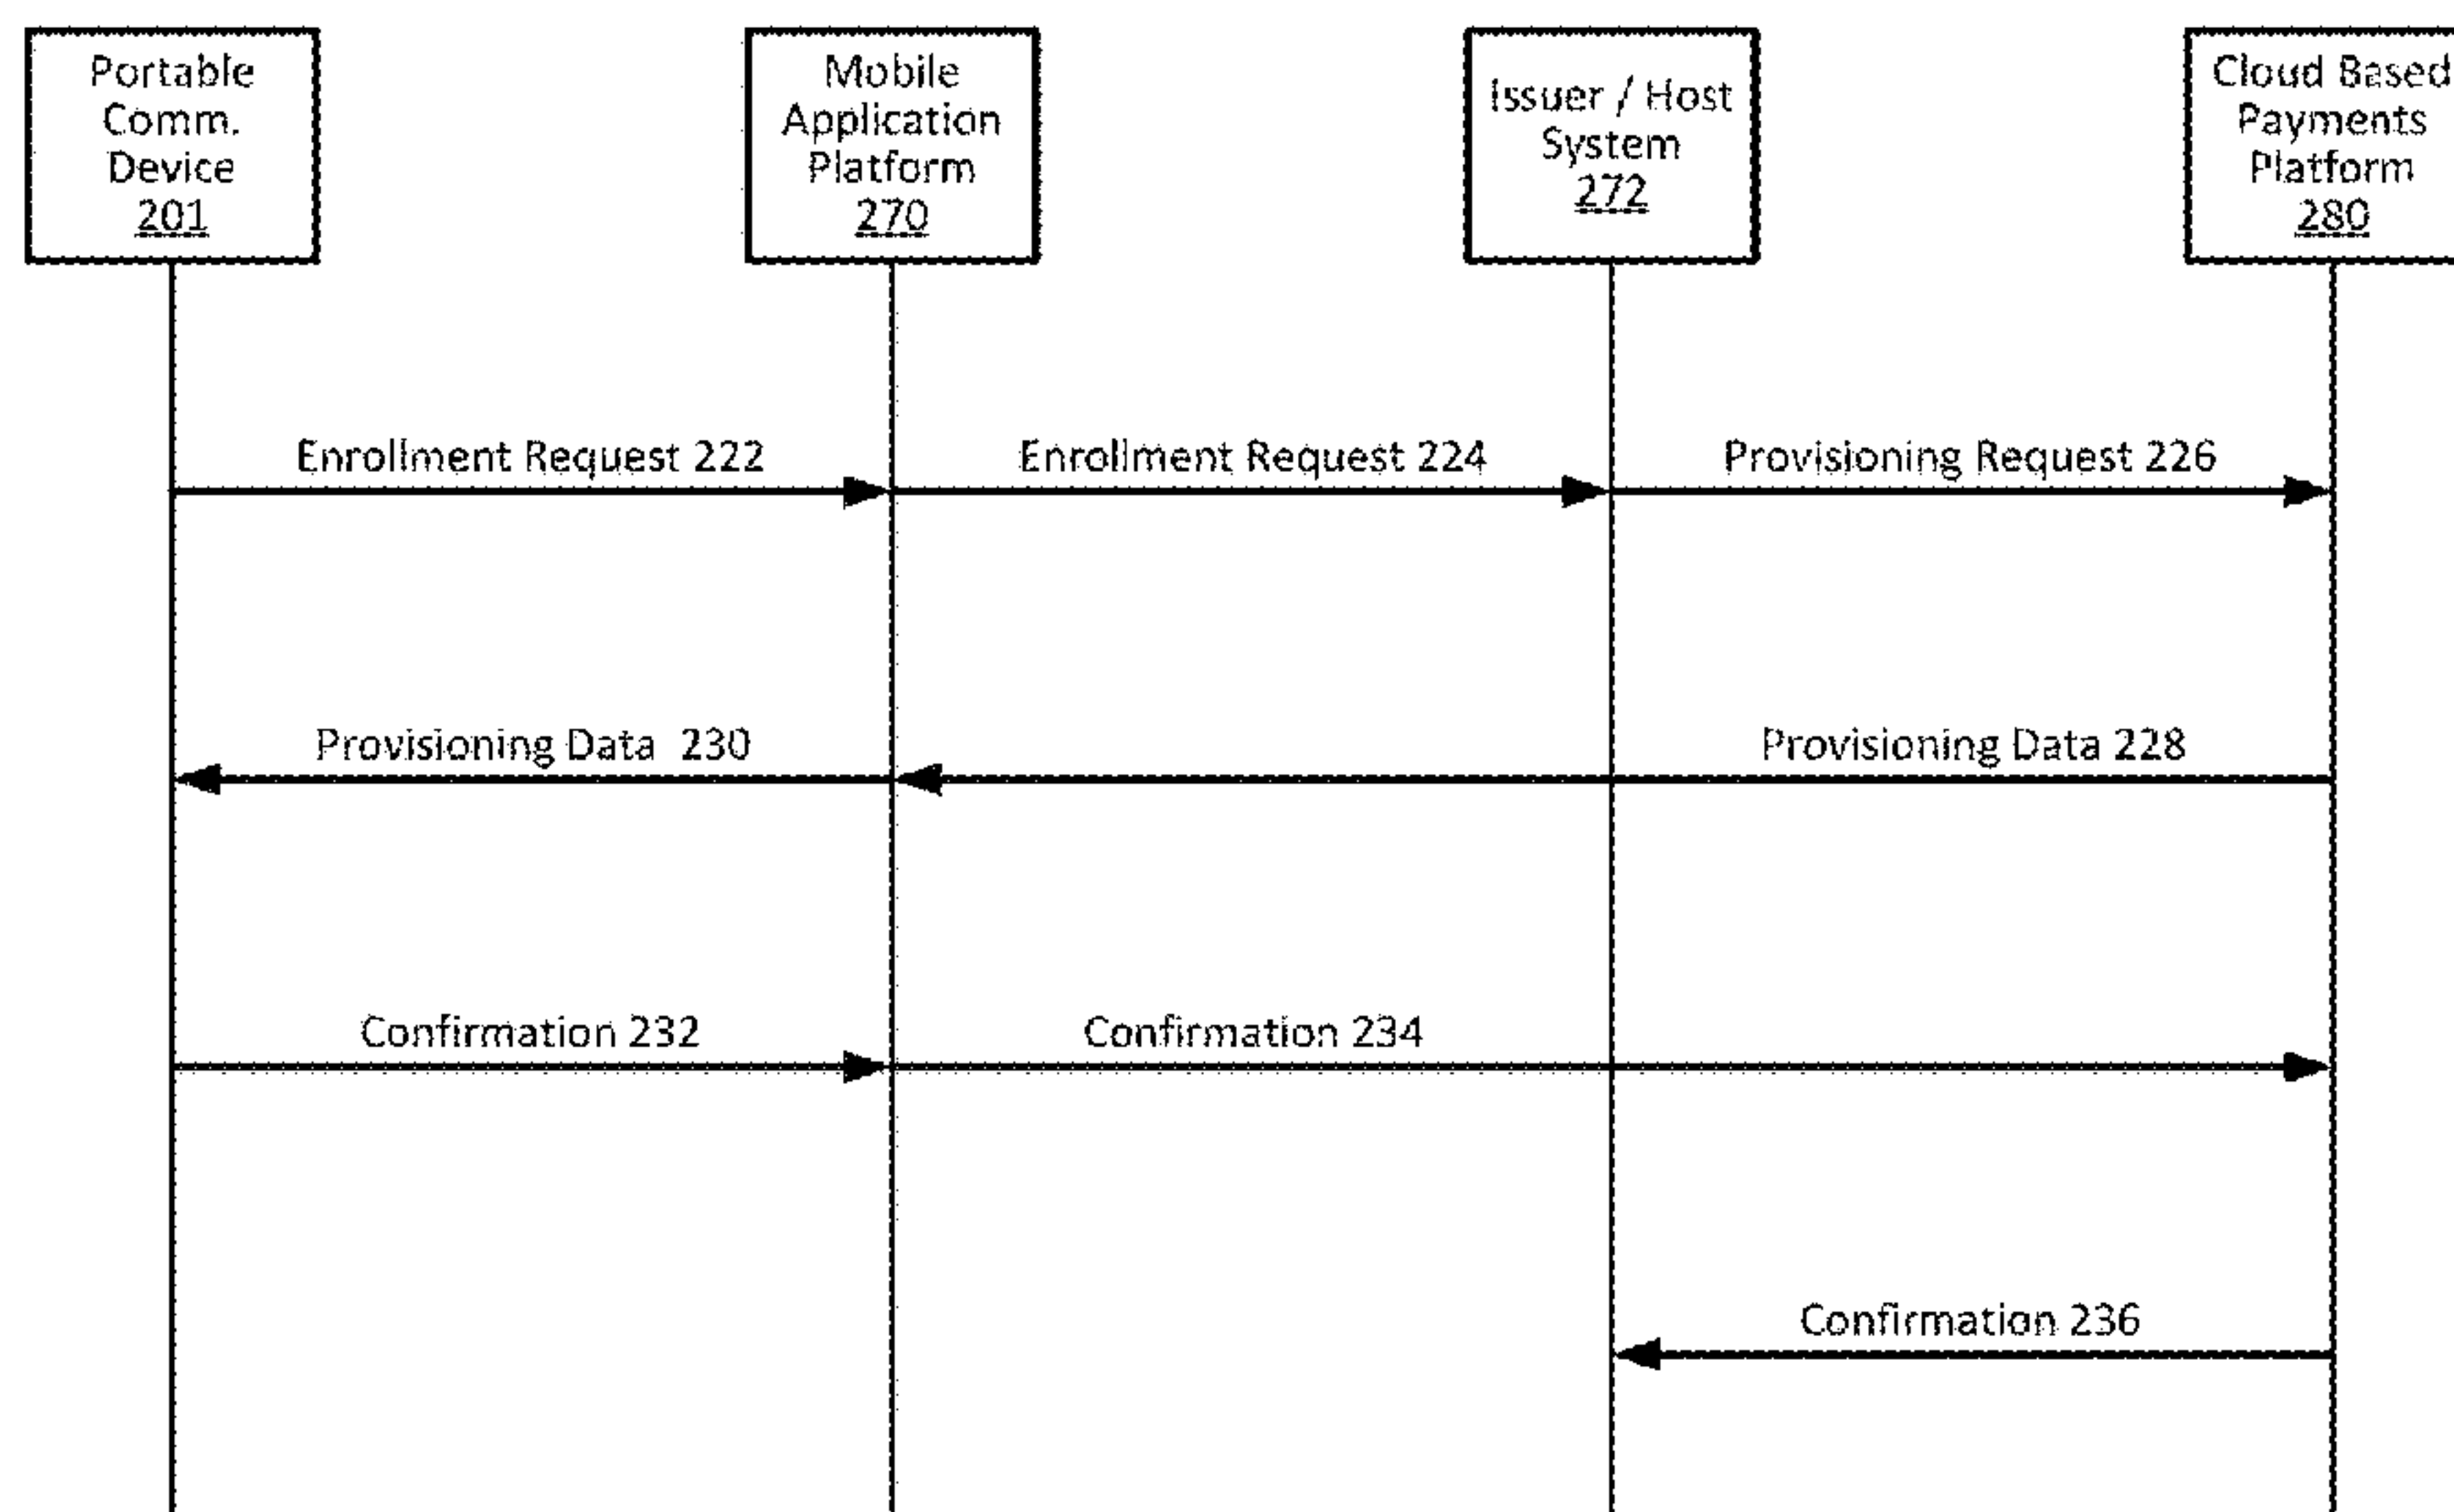 Portable
Comm.
Device
201
Mobile
Application
Platform
270
Issuer / Host
System
272
Cloud Based
Payments
Platform
280
Enrollment Request 222
Enrollment Request 224
Provisioning Request 226
Provisioning Data 230
Provisioning Data 228
Confirmation 232
Confirmation 234
Confirmation 236